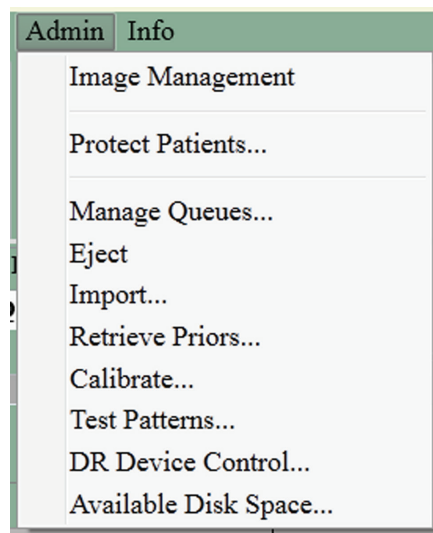 Admin Info
Image Management
Protect Patients...
Manage Queues...
Eject
Import...
Retrieve Priors...
Calibrate...
Test Patterns...
DR Device Control...
Available Disk Space...